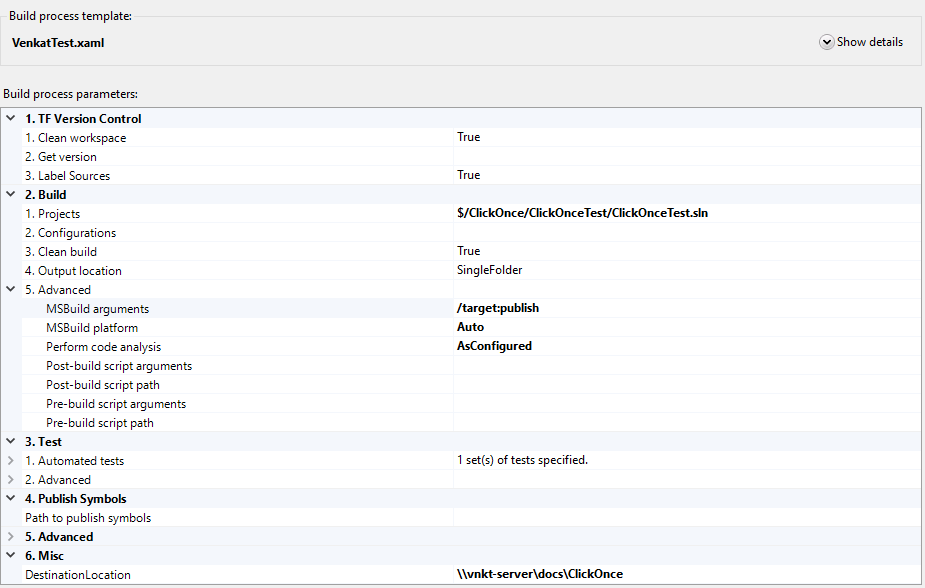 Build process template:
VenkatTest.xaml
Show details
Build process parameters:
1. TF Version Control
1. Clean workspace True
2. Get version
3. Label Sources True
2. Build
1. Projects $/ClickOnce/ClickOnceTest/ClickOnceTest.sln
2. Configurations
3. Clean build True
4. Output location SingleFolder
5. Advanced
MSBuild arguments /target:publish
MSBuild platform Auto
Perform code analysis AsConfigured
Post-build script arguments
Post-build script path
Pre-build script arguments
Pre-build script path
3. Test
1. Automated tests 1 set(s) of tests specified.
2. Advanced
4. Publish Symbols
Path to publish symbols
5. Advanced
6. Misc
DestinationLocation \\vnkt-server\docs\ClickOnce